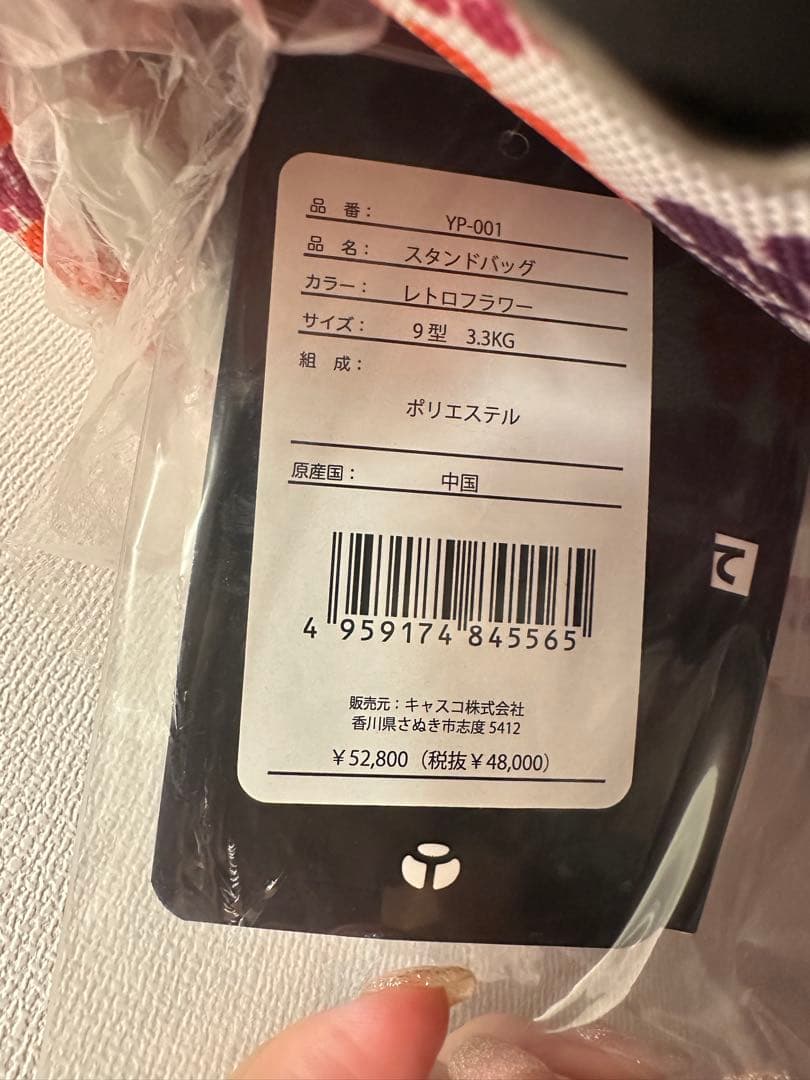 品 番： YP-001
品 名： スタンドバッグ
カラー： レトロフラワー
サイズ： 9型 3.3KG
組 成：
ポリエステル
原産国： 中国
4 959174 845565
販売元：キャスコ株式会社
香川県さぬき市志度 5412
￥52,800（税抜￥48,000）